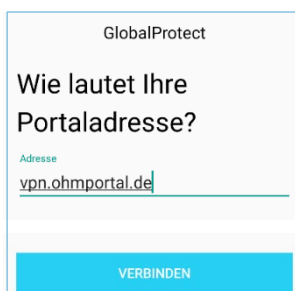 GlobalProtect
Wie lautet Ihre
Portaladresse?
Adresse
vpn.ohmportal.de
VERBINDEN